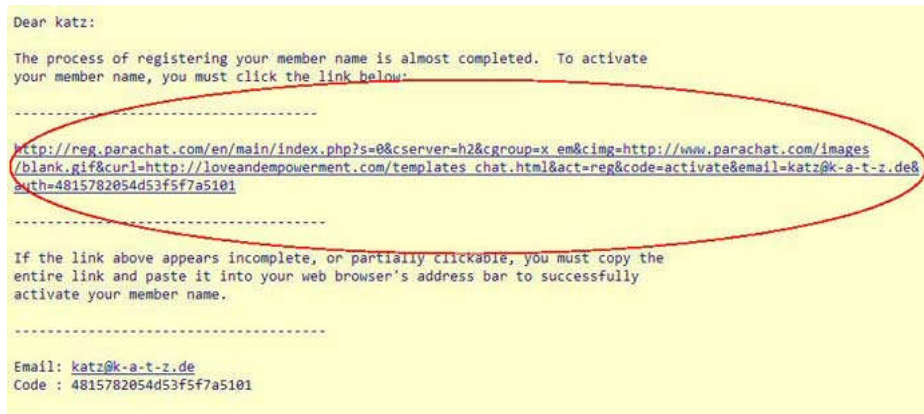 Dear katz:
The process of registering your member name is almost completed. To activate
your member name, you must click the link below:
-------------------------------------
http://reg.parachat.com/en/main/index.php?s=0&cserver=h2&cgroup=x_em&cimg=http://www.parachat.com/images
/blank.gif&curl=http://loveandempowerment.com/templates_chat.html&act=reg&code=activate&email=katz@k-a-t-z.de&
auth=4815782054d53f5f7a5101
--------------------------------------
If the link above appears incomplete, or partially clickable, you must copy the
entire link and paste it into your web browser's address bar to successfully
activate your member name.
--------------------------------------
Email: katz@k-a-t-z.de
Code : 4815782054d53f5f7a5101